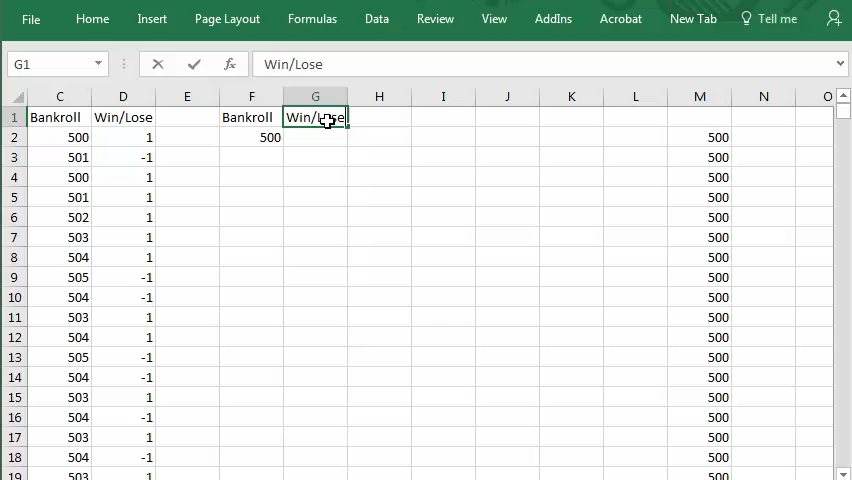 File Home Insert Page Layout Formulas Data Review View AddIns Acrobat New Tab Tell me
G1 fx Win/Lose
C D E F G H I J K L M N O
1 Bankroll Win/Lose Bankroll Win/Lose
2 500 1 500 500
3 501 -1 500
4 500 1 500
5 501 1 500
6 502 1 500
7 503 1 500
8 504 1 500
9 505 -1 500
10 504 -1 500
11 503 1 500
12 504 1 500
13 505 -1 500
14 504 -1 500
15 503 1 500
16 504 -1 500
17 503 1 500
18 504 -1 500
19 503 1 500